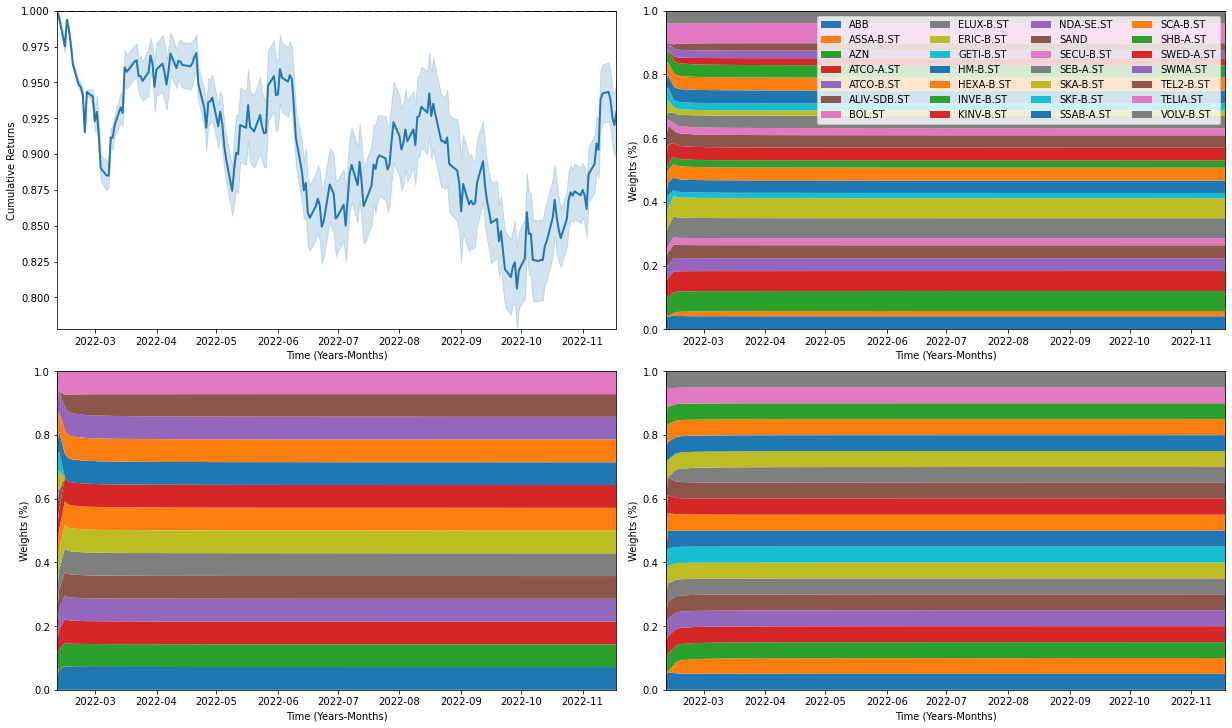 1.000
0.975
0.950
0.925
0.900
0.875
0.850
0.825
0.800
Cumulative Returns
2022-03 2022-04 2022-05 2022-06 2022-07 2022-08 2022-09 2022-10 2022-11
Time (Years-Months)
1.0
0.8
0.6
0.4
0.2
0.0
Weights (%)
ABB ELUX-B.ST NDA-SE.ST SCA-B.ST
ASSA-B.ST ERIC-B.ST SAND SHB-A.ST
AZN GETI-B.ST SECU-B.ST SWED-A.ST
ATCO-A.ST HM-B.ST SEB-A.ST SWMA.ST
ATCO-B.ST HEXA-B.ST SKA-B.ST TEL2-B.ST
ALIV-SDB.ST INVE-B.ST SKF-B.ST TELIA.ST
BOL.ST KINV-B.ST SSAB-A.ST VOLV-B.ST
2022-03 2022-04 2022-05 2022-06 2022-07 2022-08 2022-09 2022-10 2022-11
Time (Years-Months)
1.0
0.8
0.6
0.4
0.2
0.0
Weights (%)
2022-03 2022-04 2022-05 2022-06 2022-07 2022-08 2022-09 2022-10 2022-11
Time (Years-Months)
1.0
0.8
0.6
0.4
0.2
0.0
Weights (%)
2022-03 2022-04 2022-05 2022-06 2022-07 2022-08 2022-09 2022-10 2022-11
Time (Years-Months)